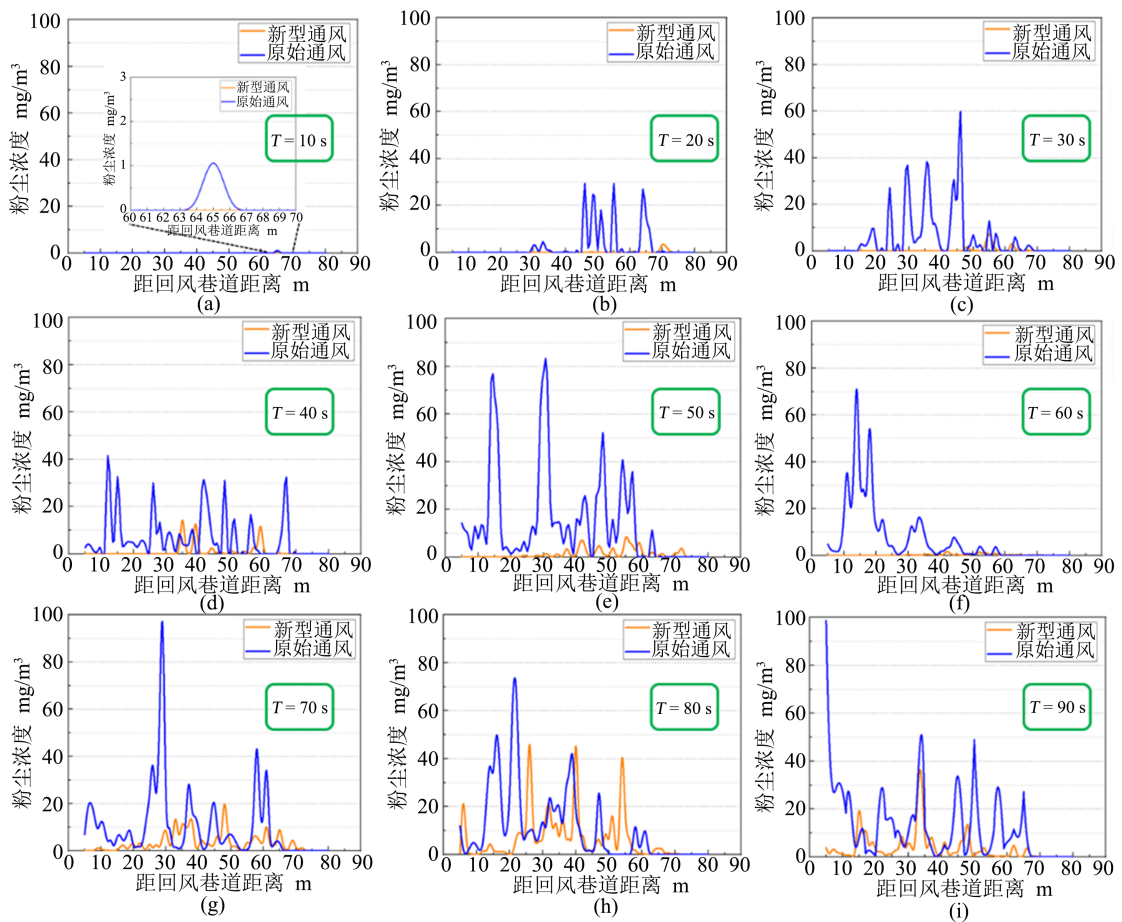 100
80
60
40
20
0
粉尘浓度 mg/m³
新型通风
原始通风
3
2
1
0
粉尘浓度 mg/m³
新型通风
原始通风
60 61 62 63 64 65 66 67 68 69 70
距回风巷道距离 m
T = 10 s
0 10 20 30 40 50 60 70 80 90
距回风巷道距离 m
(a)
100
80
60
40
20
0
粉尘浓度 mg/m³
新型通风
原始通风
T = 20 s
0 10 20 30 40 50 60 70 80 90
距回风巷道距离 m
(b)
100
80
60
40
20
0
粉尘浓度 mg/m³
新型通风
原始通风
T = 30 s
0 10 20 30 40 50 60 70 80 90
距回风巷道距离 m
(c)
100
80
60
40
20
0
粉尘浓度 mg/m³
新型通风
原始通风
T = 40 s
0 10 20 30 40 50 60 70 80 90
距回风巷道距离 m
(d)
100
80
60
40
20
0
粉尘浓度 mg/m³
新型通风
原始通风
T = 50 s
0 10 20 30 40 50 60 70 80 90
距回风巷道距离 m
(e)
100
80
60
40
20
0
粉尘浓度 mg/m³
新型通风
原始通风
T = 60 s
0 10 20 30 40 50 60 70 80 90
距回风巷道距离 m
(f)
100
80
60
40
20
0
粉尘浓度 mg/m³
新型通风
原始通风
T = 70 s
0 10 20 30 40 50 60 70 80 90
距回风巷道距离 m
(g)
100
80
60
40
20
0
粉尘浓度 mg/m³
新型通风
原始通风
T = 80 s
0 10 20 30 40 50 60 70 80 90
距回风巷道距离 m
(h)
100
80
60
40
20
0
粉尘浓度 mg/m³
新型通风
原始通风
T = 90 s
0 10 20 30 40 50 60 70 80 90
距回风巷道距离 m
(i)